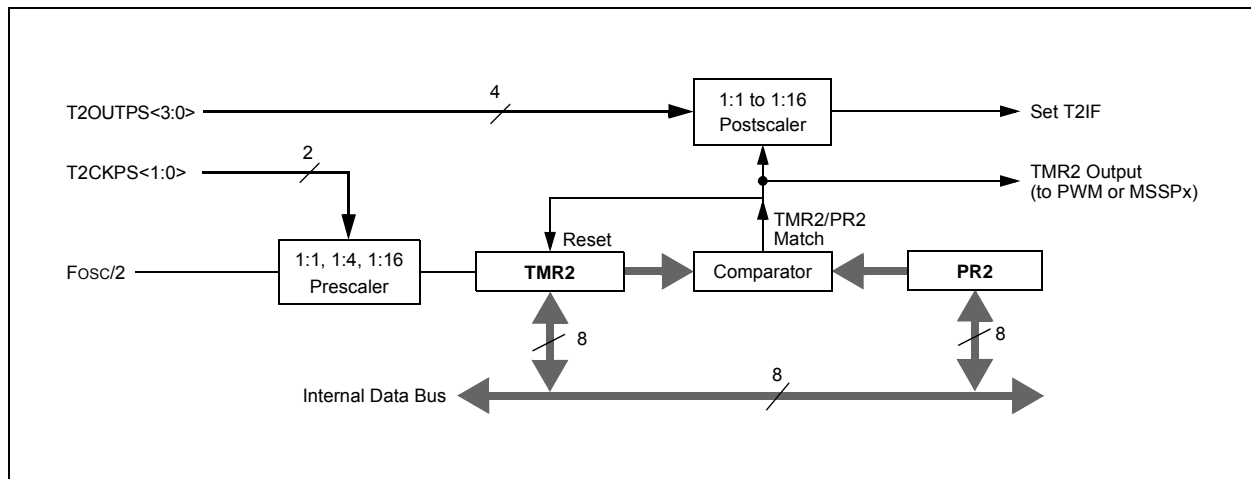 T2OUTPS<3:0>
4
1:1 to 1:16
Postscaler
Set T2IF
T2CKPS<1:0>
2
TMR2 Output
(to PWM or MSSPx)
TMR2/PR2
Match
Reset
FOSC/2
1:1, 1:4, 1:16
Prescaler
TMR2
Comparator
PR2
8
8
Internal Data Bus
8